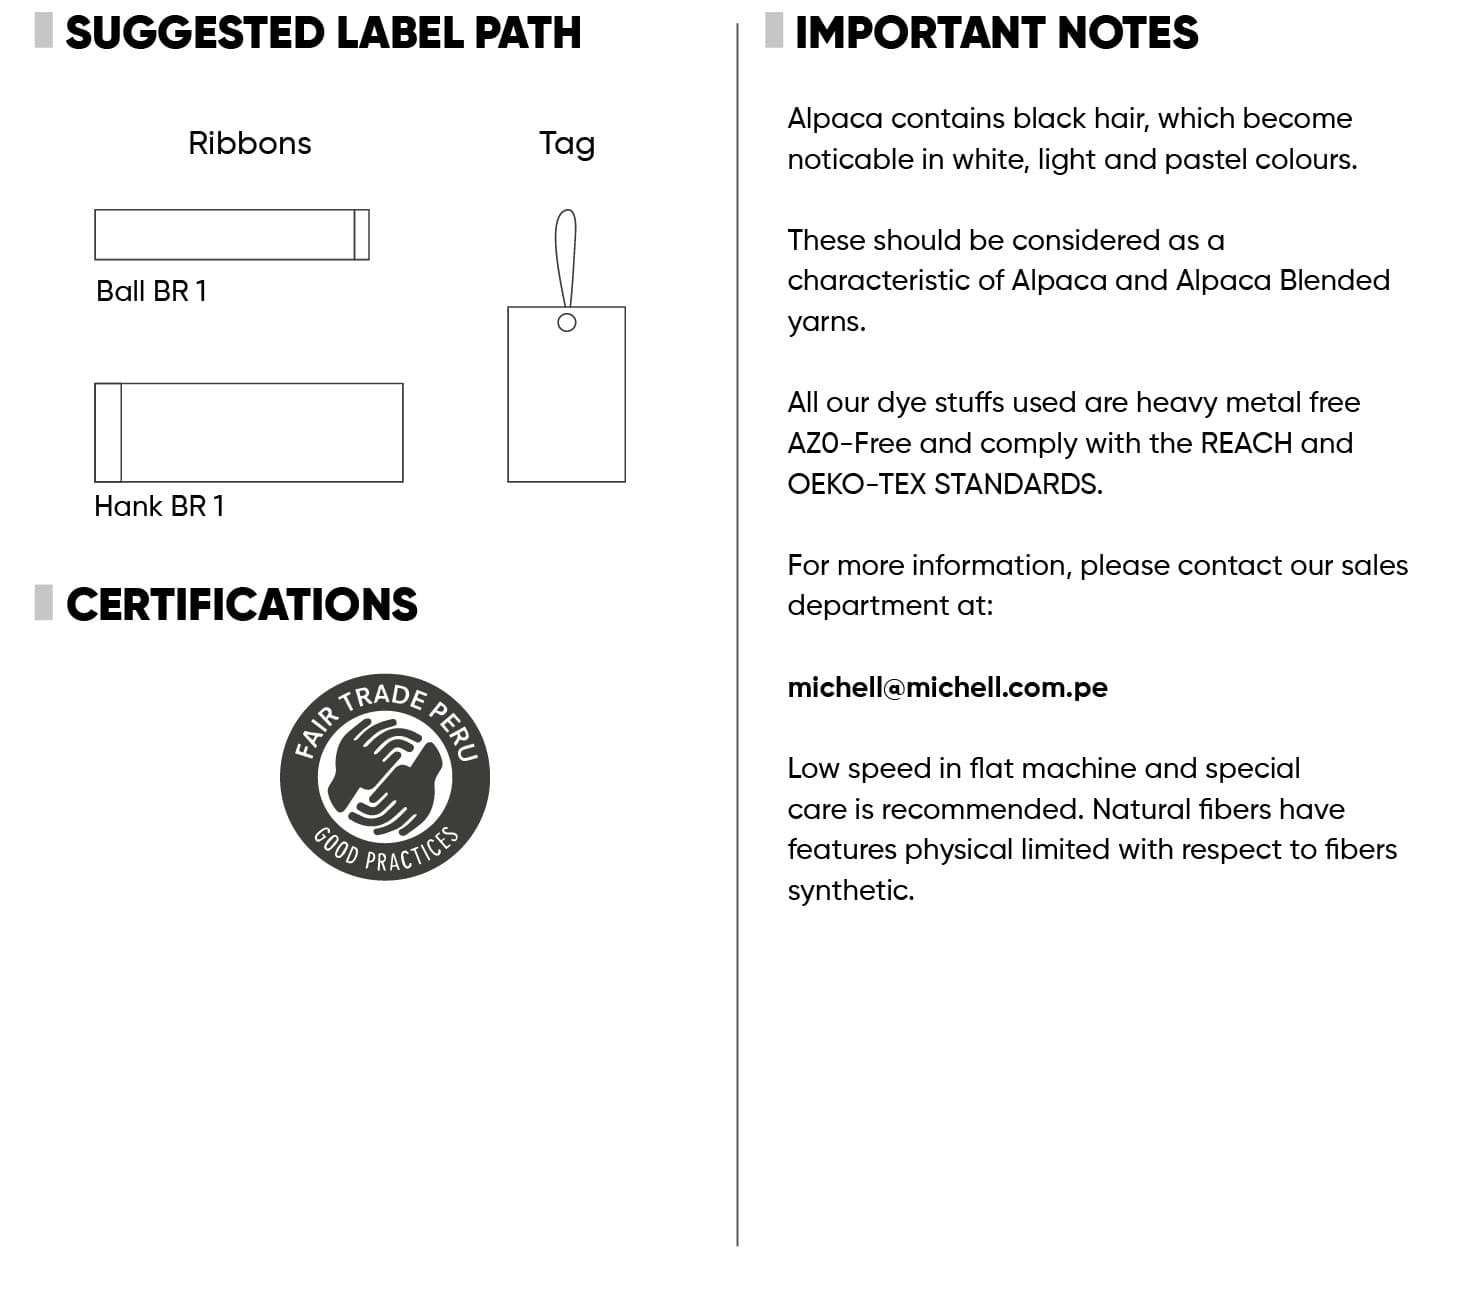 SUGGESTED LABEL PATH
Ribbons
Tag
Ball BR 1
Hank BR 1
CERTIFICATIONS
FAIR TRADE PERU
GOOD PRACTICES
IMPORTANT NOTES
Alpaca contains black hair, which become
noticable in white, light and pastel colours.
These should be considered as a
characteristic of Alpaca and Alpaca Blended
yarns.
All our dye stuffs used are heavy metal free
AZO-Free and comply with the REACH and
OEKO-TEX STANDARDS.
For more information, please contact our sales
department at:
michell@michell.com.pe
Low speed in flat machine and special
care is recommended. Natural fibers have
features physical limited with respect to fibers
synthetic.